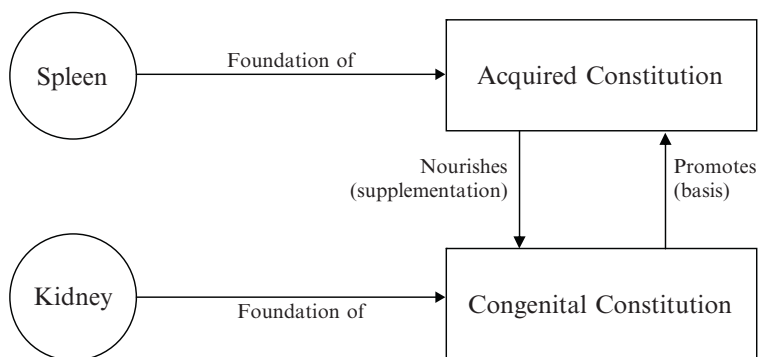 Spleen
Foundation of
Acquired Constitution
Nourishes
(supplementation)
Promotes
(basis)
Kidney
Foundation of
Congenital Constitution